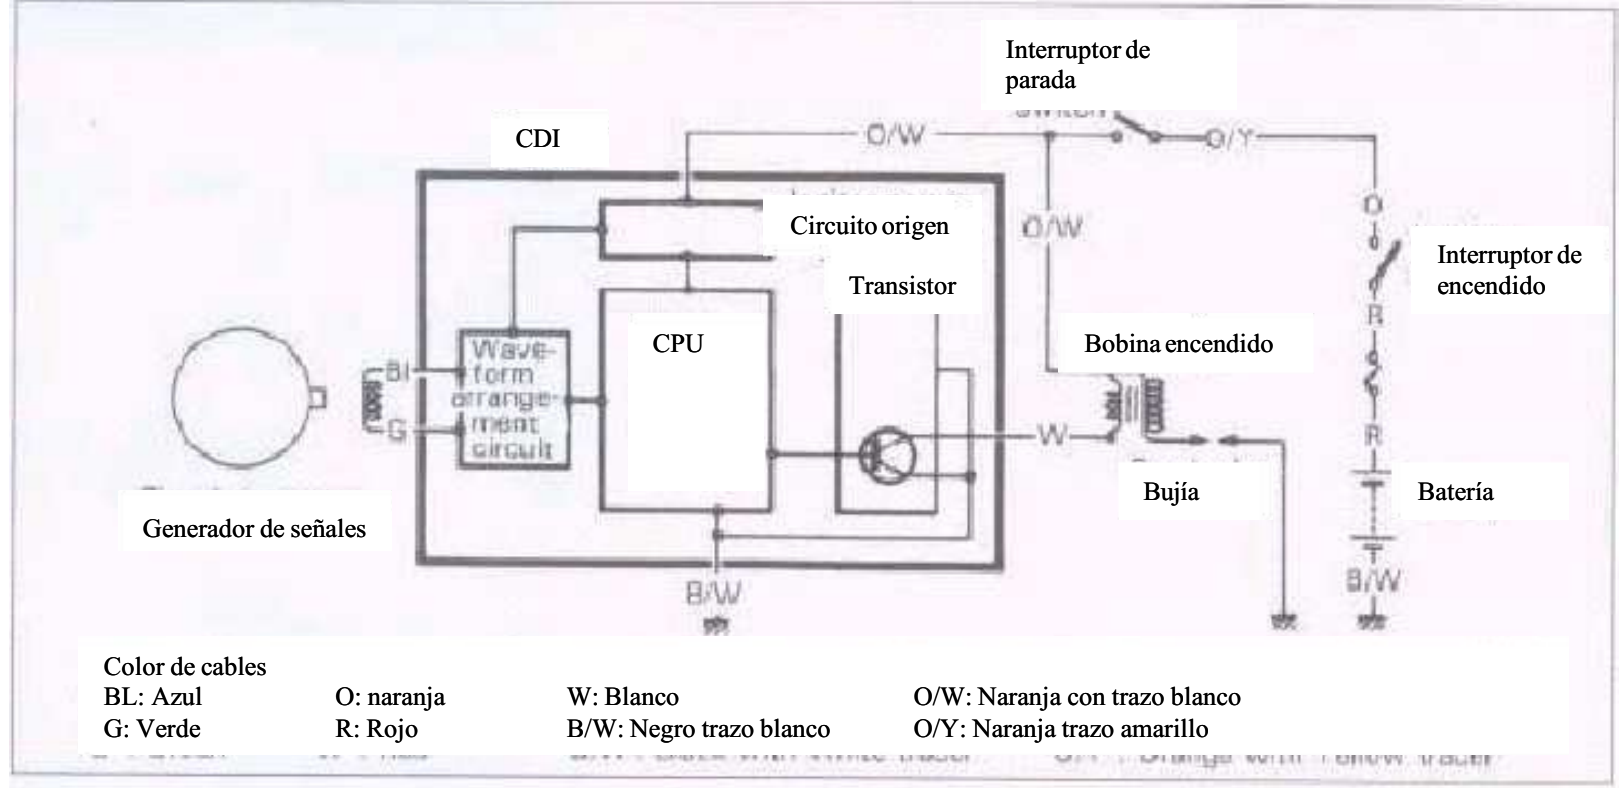 Interruptor de
parada
CDI
O/W
O/Y
O
O/W
Circuito origen
Interruptor de
encendido
Transistor
R
CPU
Bobina encendido
Wave-
form
arrange-
ment
circuit
Bl
G
W
R
Bujía
Batería
Generador de señales
B/W
B/W
Color de cables
BL: Azul O: naranja W: Blanco O/W: Naranja con trazo blanco
G: Verde R: Rojo B/W: Negro trazo blanco O/Y: Naranja trazo amarillo